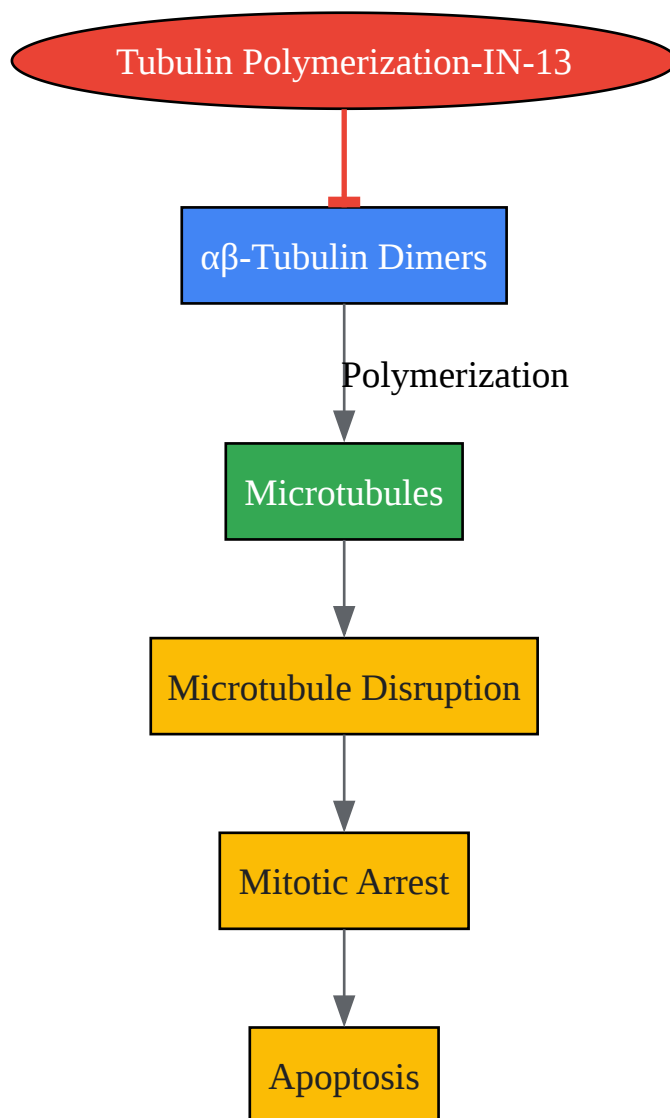 Tubulin Polymerization-IN-13
αβ-Tubulin Dimers
Polymerization
Microtubules
Microtubule Disruption
Mitotic Arrest
Apoptosis